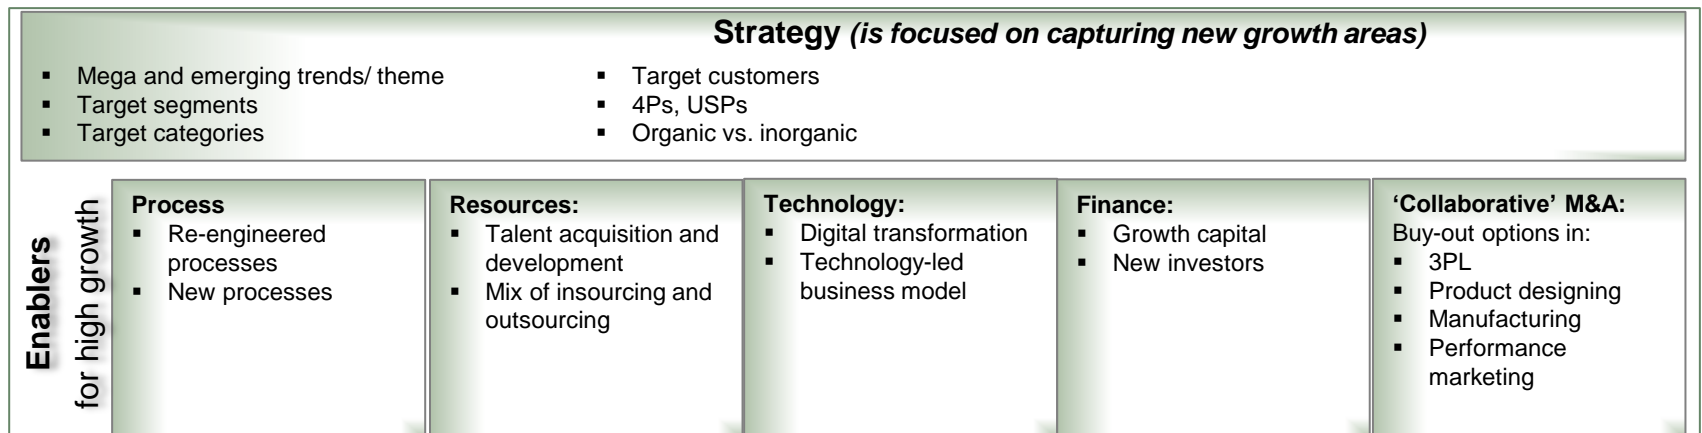 Strategy (is focused on capturing new growth areas)
▪ Mega and emerging trends/ theme
▪ Target segments
▪ Target categories
▪ Target customers
▪ 4Ps, USPs
▪ Organic vs. inorganic
Enablers
for high growth
Process
▪ Re-engineered
processes
▪ New processes
Resources:
▪ Talent acquisition and
development
▪ Mix of insourcing and
outsourcing
Technology:
▪ Digital transformation
▪ Technology-led
business model
Finance:
▪ Growth capital
▪ New investors
‘Collaborative’ M&A:
Buy-out options in:
▪ 3PL
▪ Product designing
▪ Manufacturing
▪ Performance
marketing